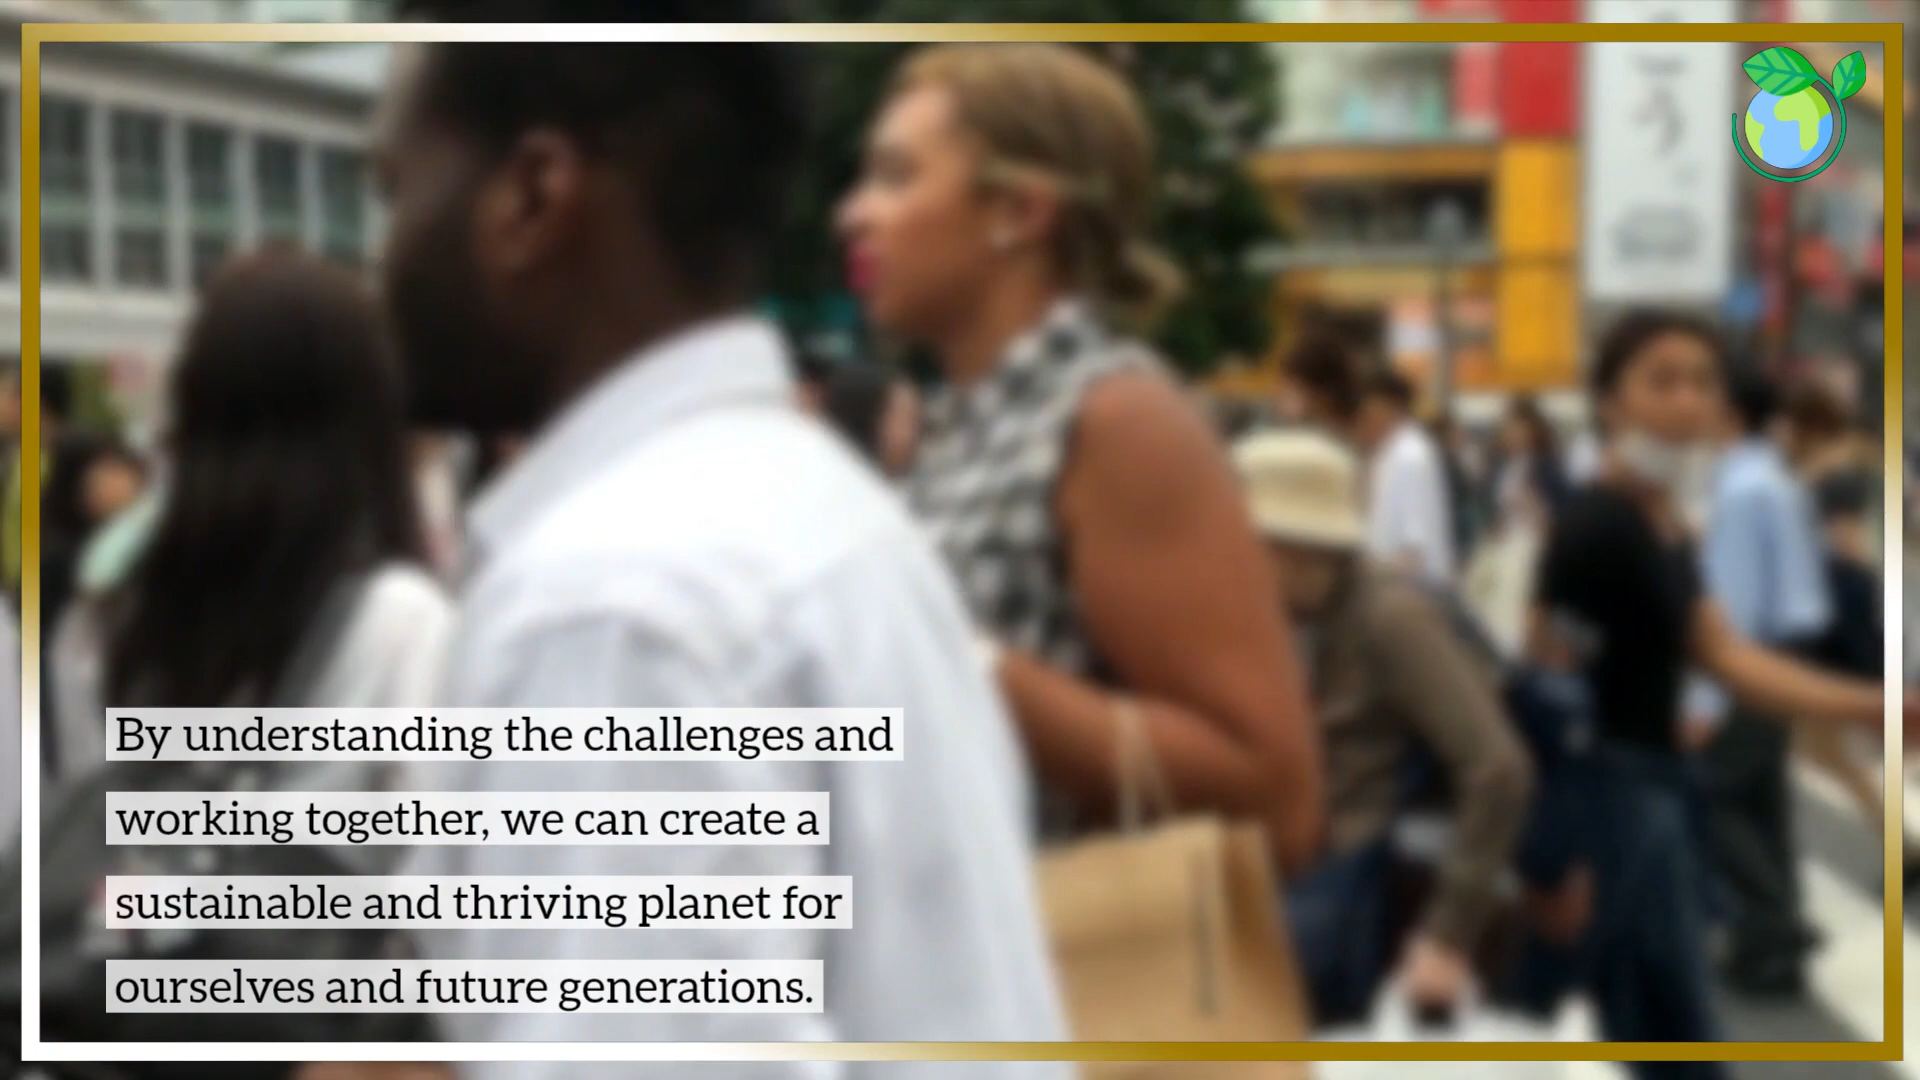 By understanding the challenges and
working together, we can create a
sustainable and thriving planet for
ourselves and future generations.